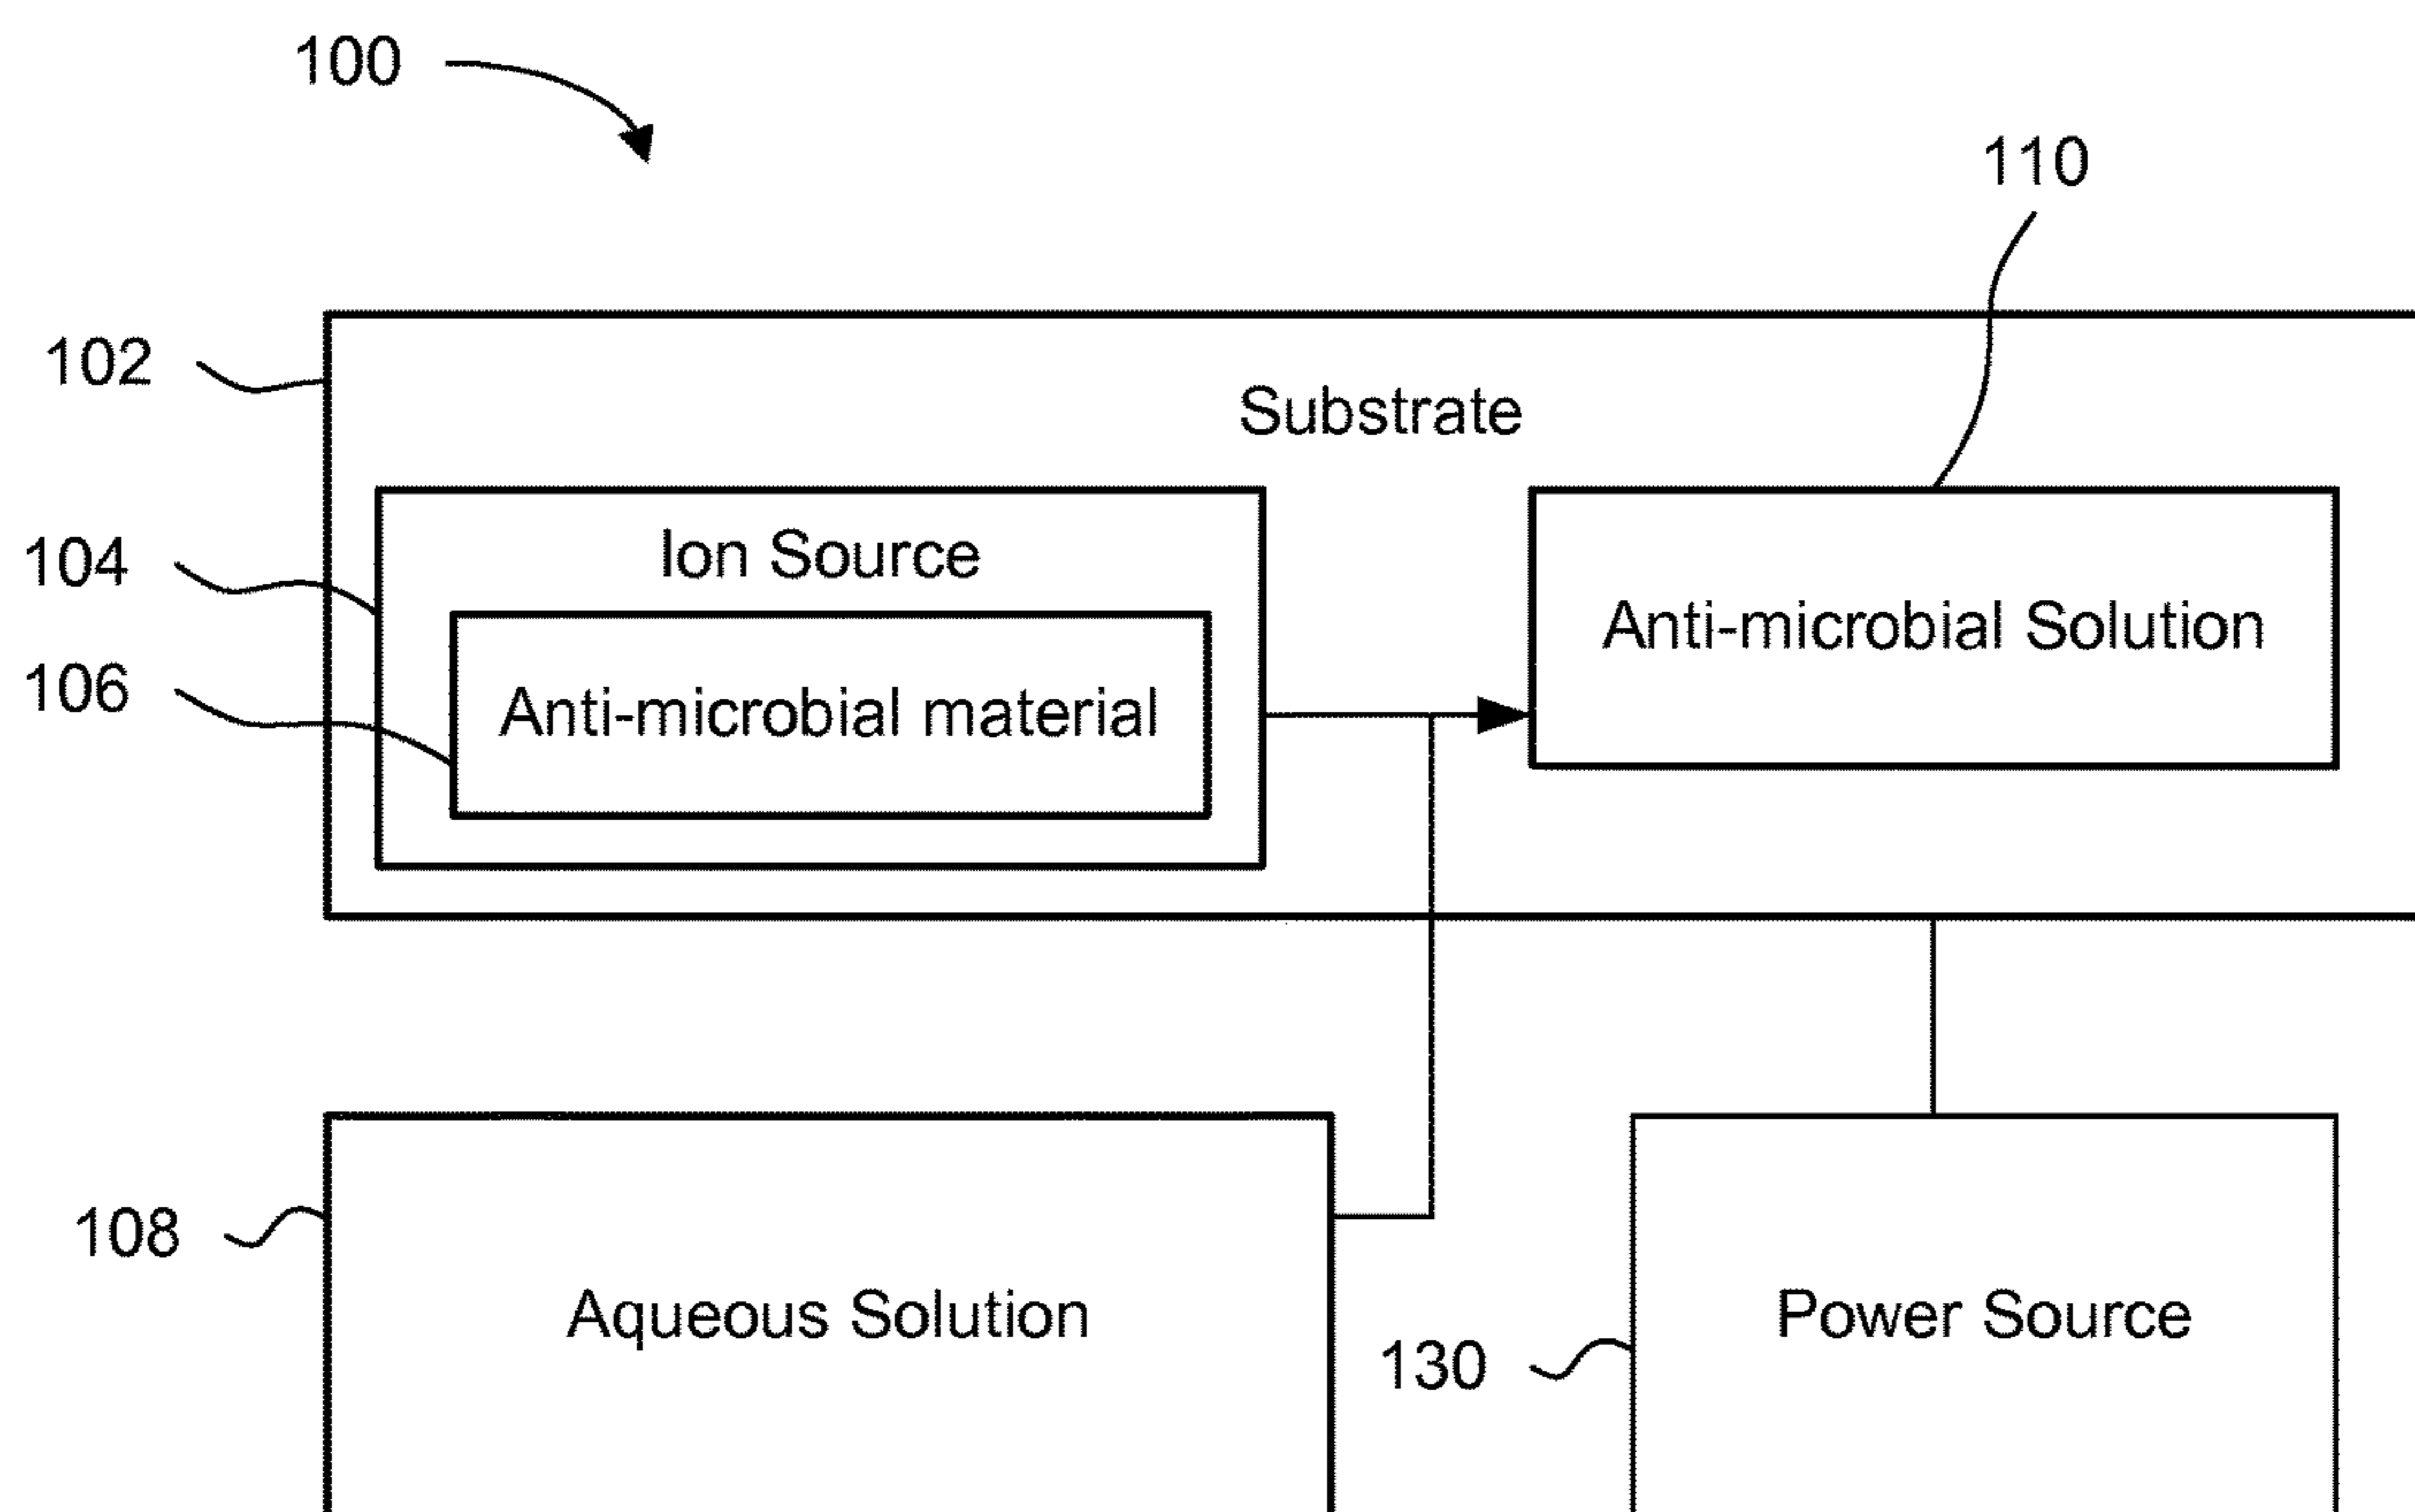 100
110
102
Substrate
104
Ion Source
Anti-microbial Solution
106
Anti-microbial material
108
Aqueous Solution
Power Source
130